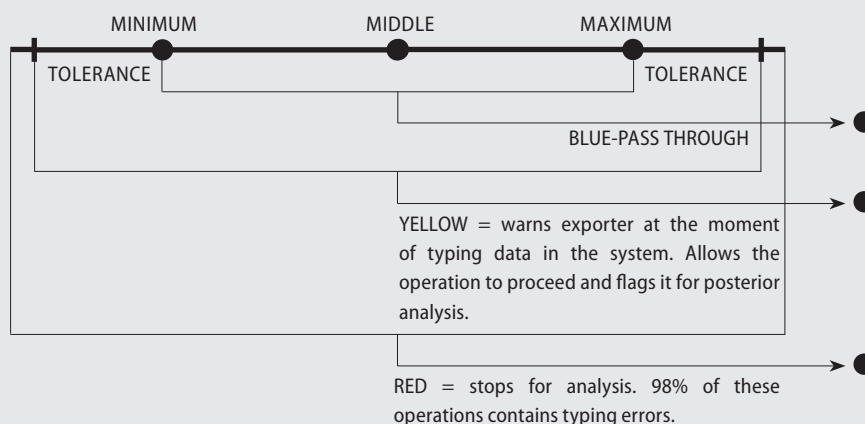 MINIMUM MIDDLE MAXIMUM
TOLERANCE TOLERANCE
BLUE-PASS THROUGH
YELLOW = warns exporter at the moment
of typing data in the system. Allows the
operation to proceed and flags it for posterior
analysis.
RED = stops for analysis. 98% of these
operations contains typing errors.